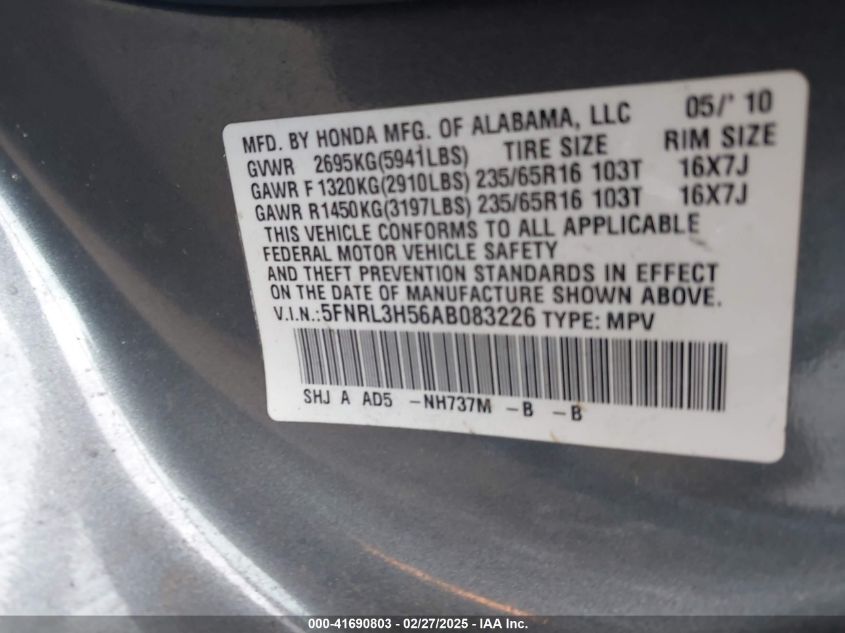 MFD. BY HONDA MFG. OF ALABAMA, LLC 05/' 10
GVWR 2695KG(5941LBS) TIRE SIZE RIM SIZE
GAWR F 1320KG(2910LBS) 235/65R16 103T 16X7J
GAWR R1450KG(3197LBS) 235/65R16 103T 16X7J
THIS VEHICLE CONFORMS TO ALL APPLICABLE
FEDERAL MOTOR VEHICLE SAFETY
AND THEFT PREVENTION STANDARDS IN EFFECT
ON THE DATE OF MANUFACTURE SHOWN ABOVE.
V.I.N.:5FNRL3H56AB083226 TYPE: MPV
SHJ A AD5 -NH737M -B -B
000-41690803 - 02/27/2025 - IAA Inc.